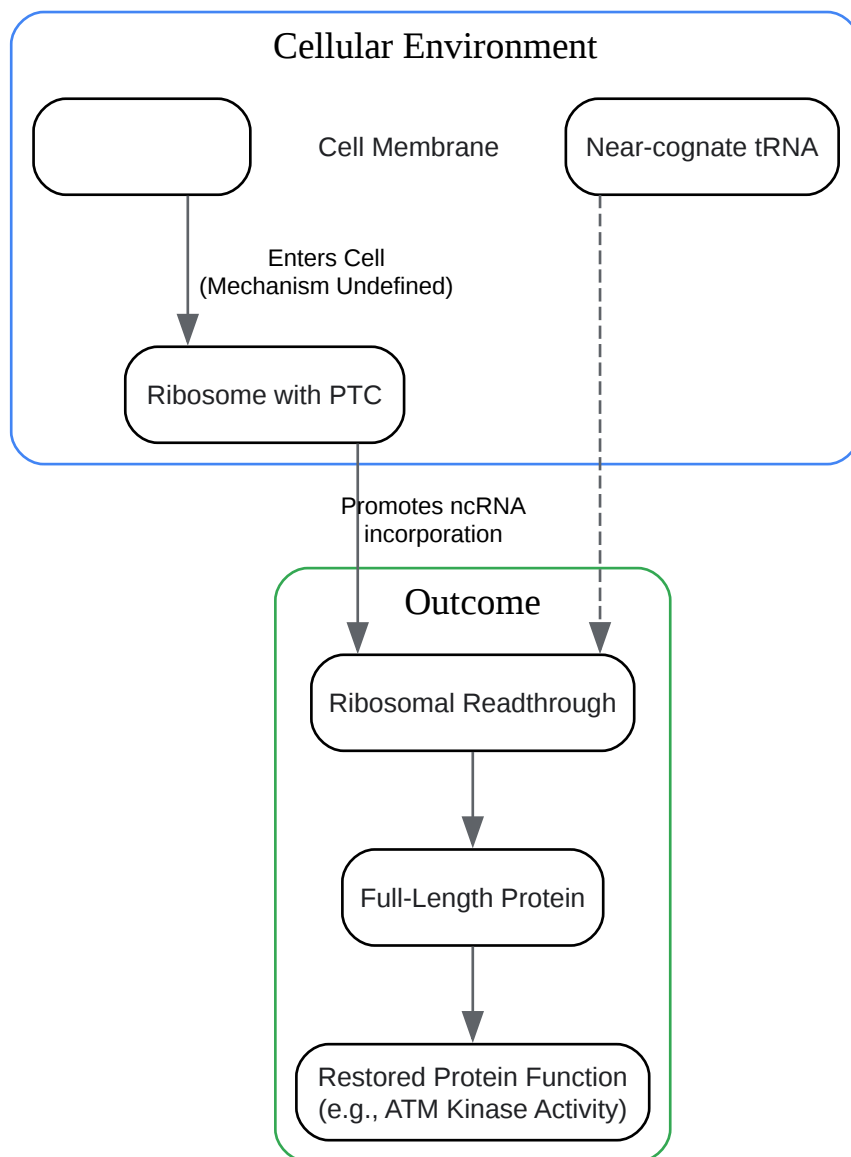 Cellular Environment
Cell Membrane
Near-cognate tRNA
Enters Cell
(Mechanism Undefined)
Ribosome with PTC
Promotes ncRNA
incorporation
Outcome
Ribosomal Readthrough
Full-Length Protein
Restored Protein Function
(e.g., ATM Kinase Activity)